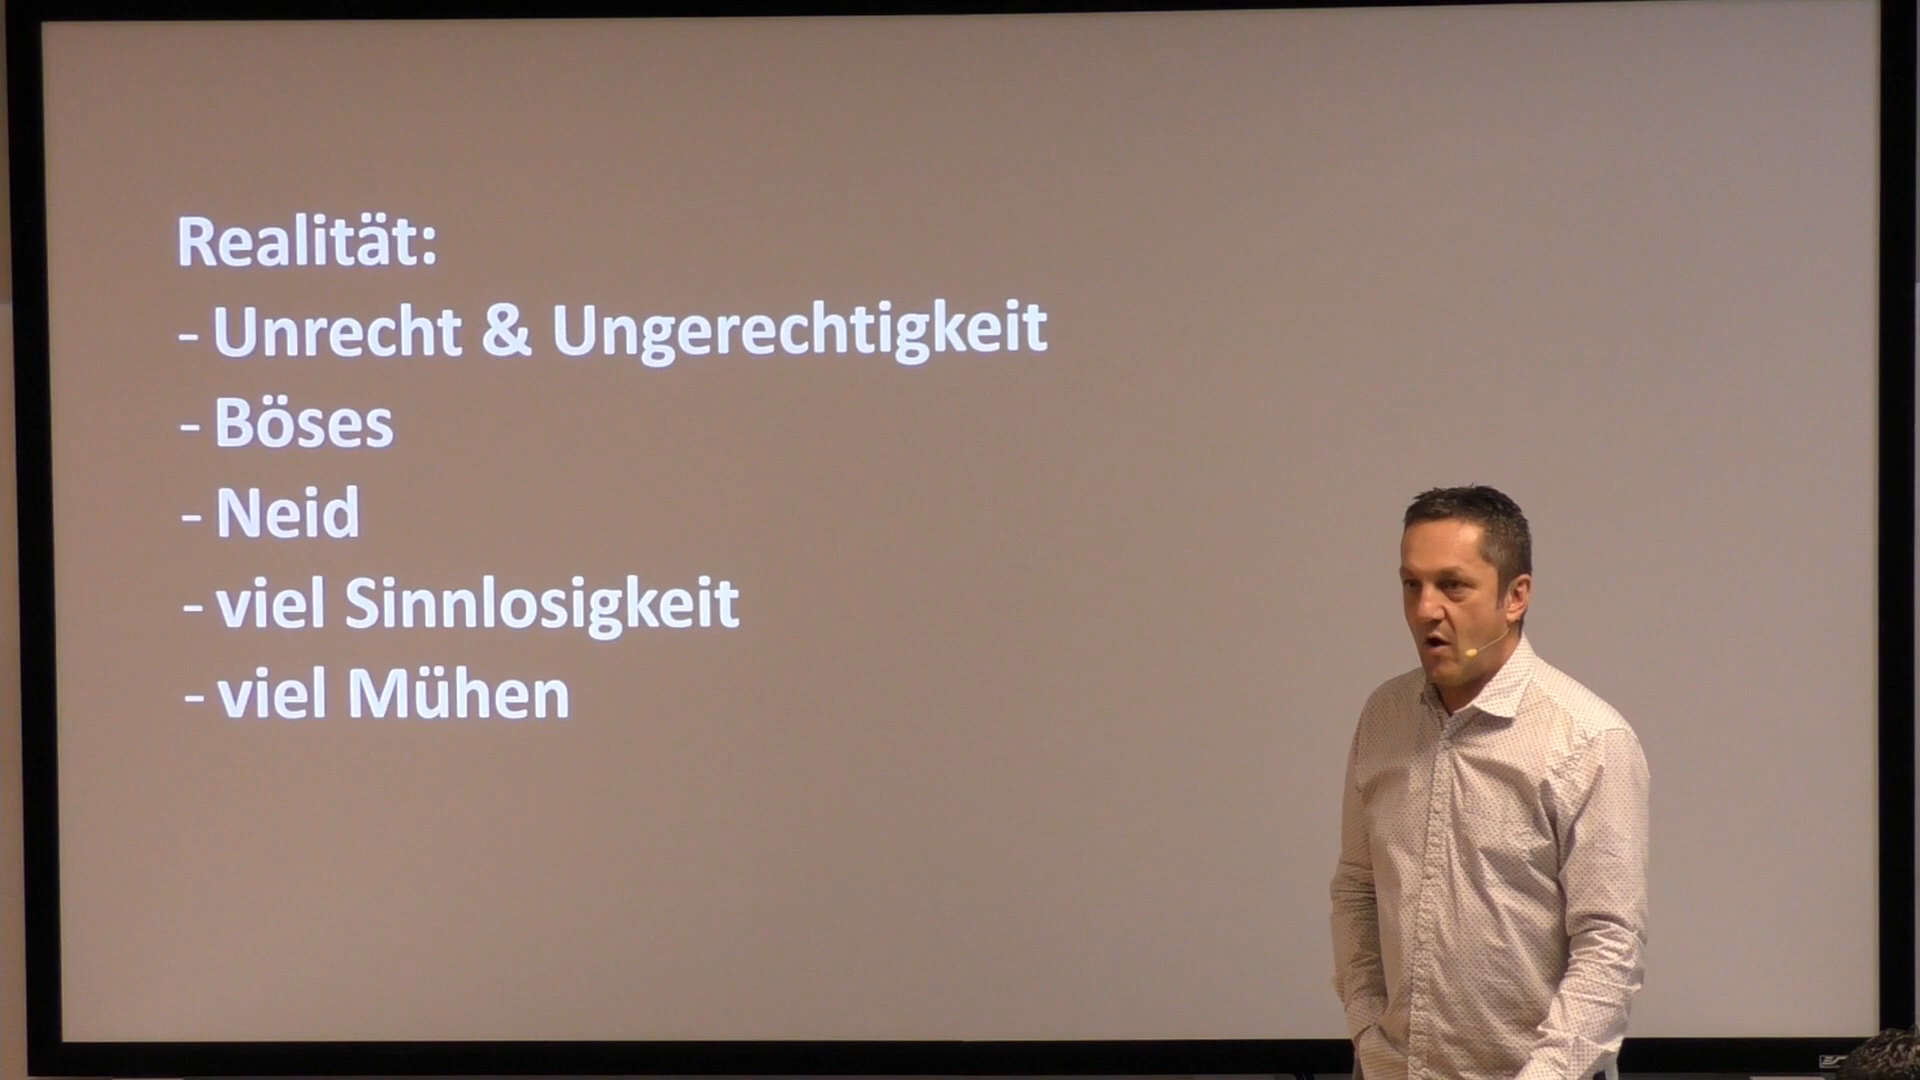 Realität:
- Unrecht & Ungerechtigkeit
- Böses
- Neid
- viel Sinnlosigkeit
- viel Mühen